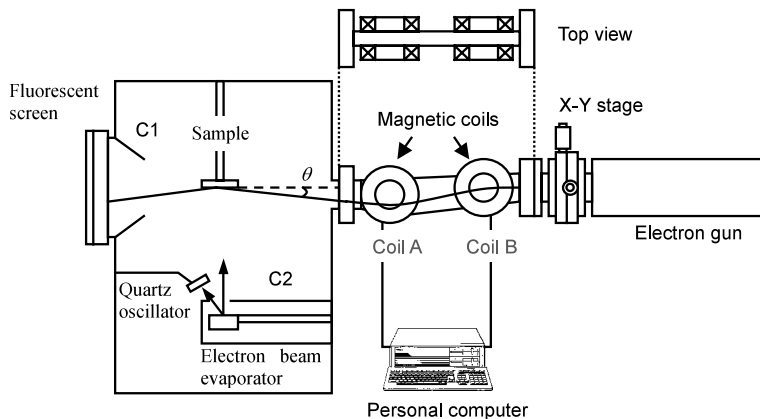 Top view
X-Y stage
Fluorescent
screen
C1
Sample
Magnetic coils
θ
Coil A
Coil B
Electron gun
C2
Quartz
oscillator
Electron beam
evaporator
Personal computer